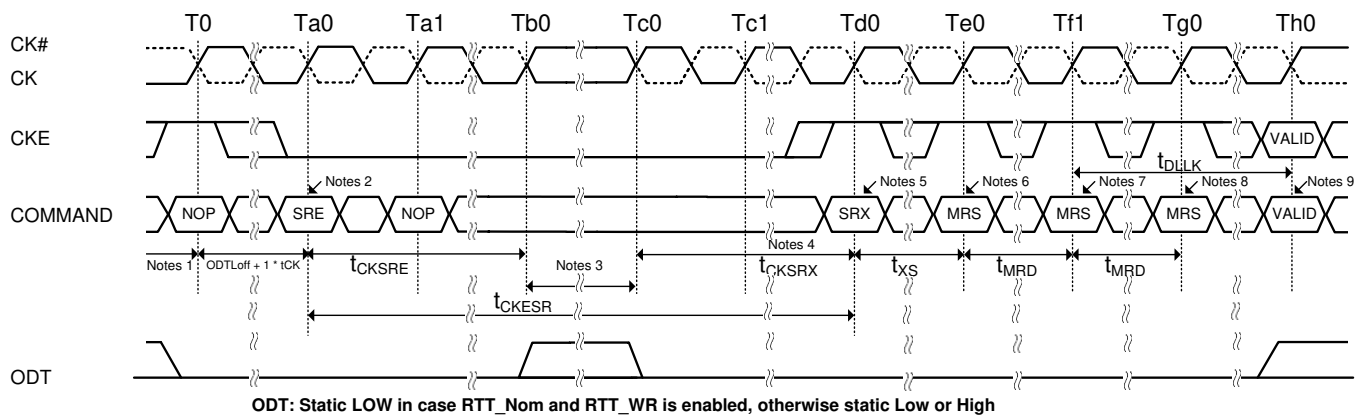 T0 Ta0 Ta1 Tb0 Tc0 Tc1 Td0 Te0 Tf1 Tg0 Th0
CK#
CK
CKE VALID
tDLLK
Notes 2 Notes 5 Notes 6 Notes 7 Notes 8 Notes 9
COMMAND NOP SRE NOP SRX MRS MRS MRS VALID
Notes 1 ODTLoff + 1 * tCK tCKSRE Notes 3 Notes 4 tCKSRX tXS tMRD tMRD
tCKESR
ODT
ODT: Static LOW in case RTT_Nom and RTT_WR is enabled, otherwise static Low or High